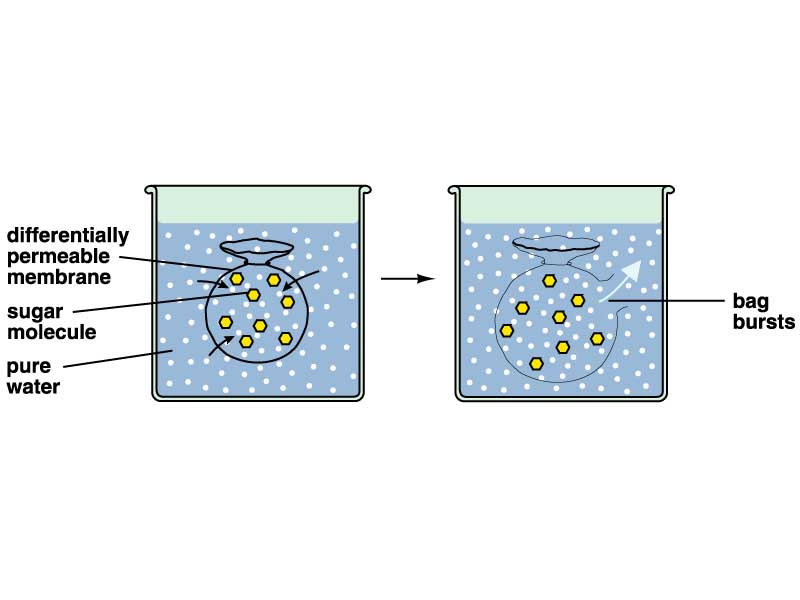 differentially
permeable
membrane
sugar
molecule
pure
water
bag
bursts